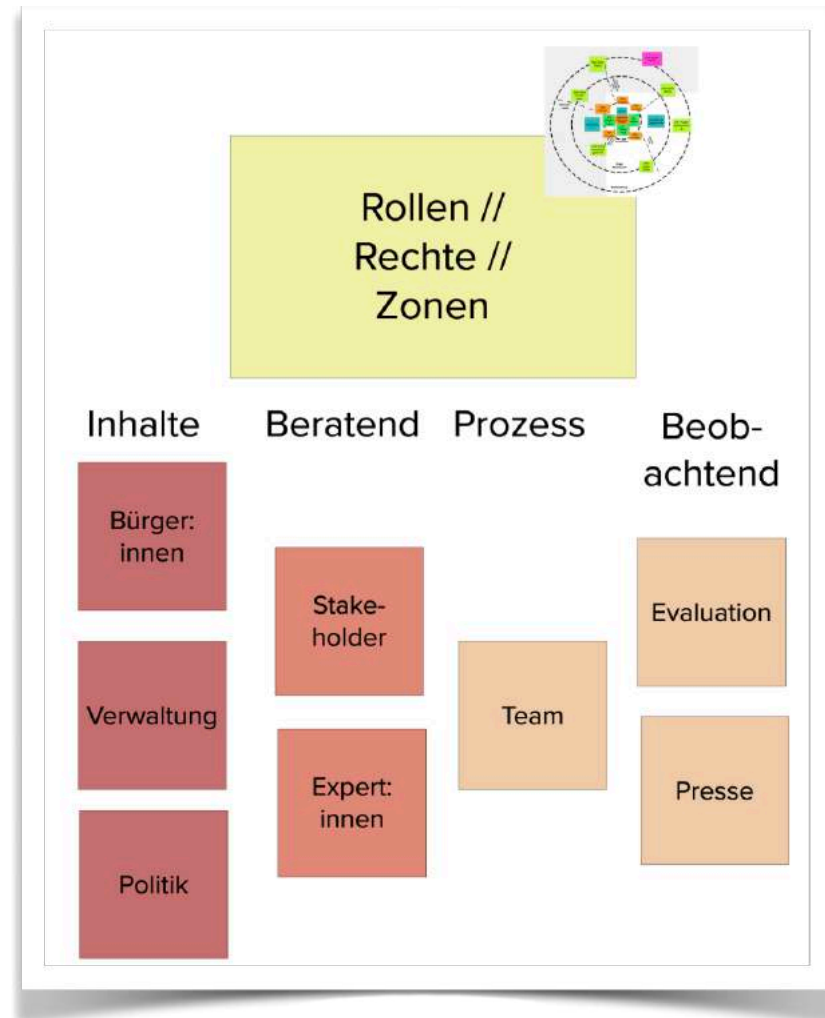 Rollen //
Rechte //
Zonen
Inhalte
Bürger:
innen
Verwaltung
Politik
Beratend
Stake-
holder
Expert:
innen
Prozess
Team
Beob-
achtend
Evaluation
Presse